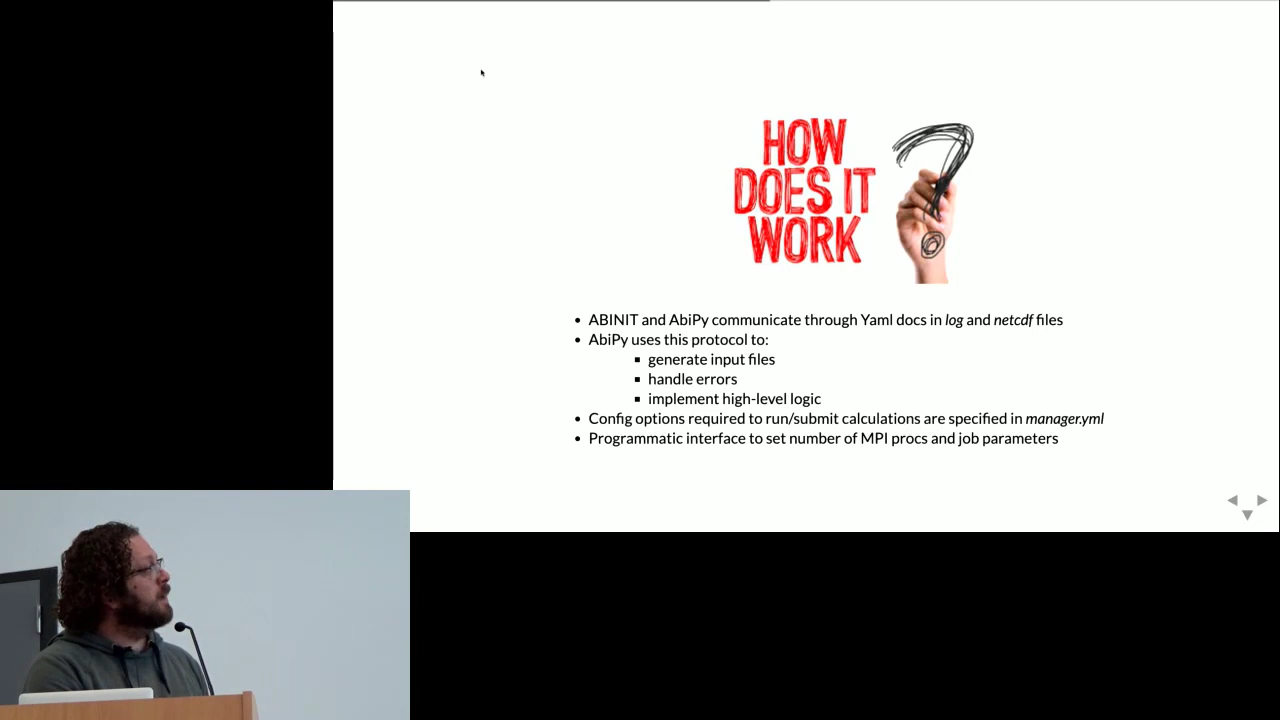 HOW
DOES IT
WORK
?
• ABINIT and AbiPy communicate through Yaml docs in log and netcdf files
• AbiPy uses this protocol to:
▪ generate input files
▪ handle errors
▪ implement high-level logic
• Config options required to run/submit calculations are specified in manager.yml
• Programmatic interface to set number of MPI procs and job parameters